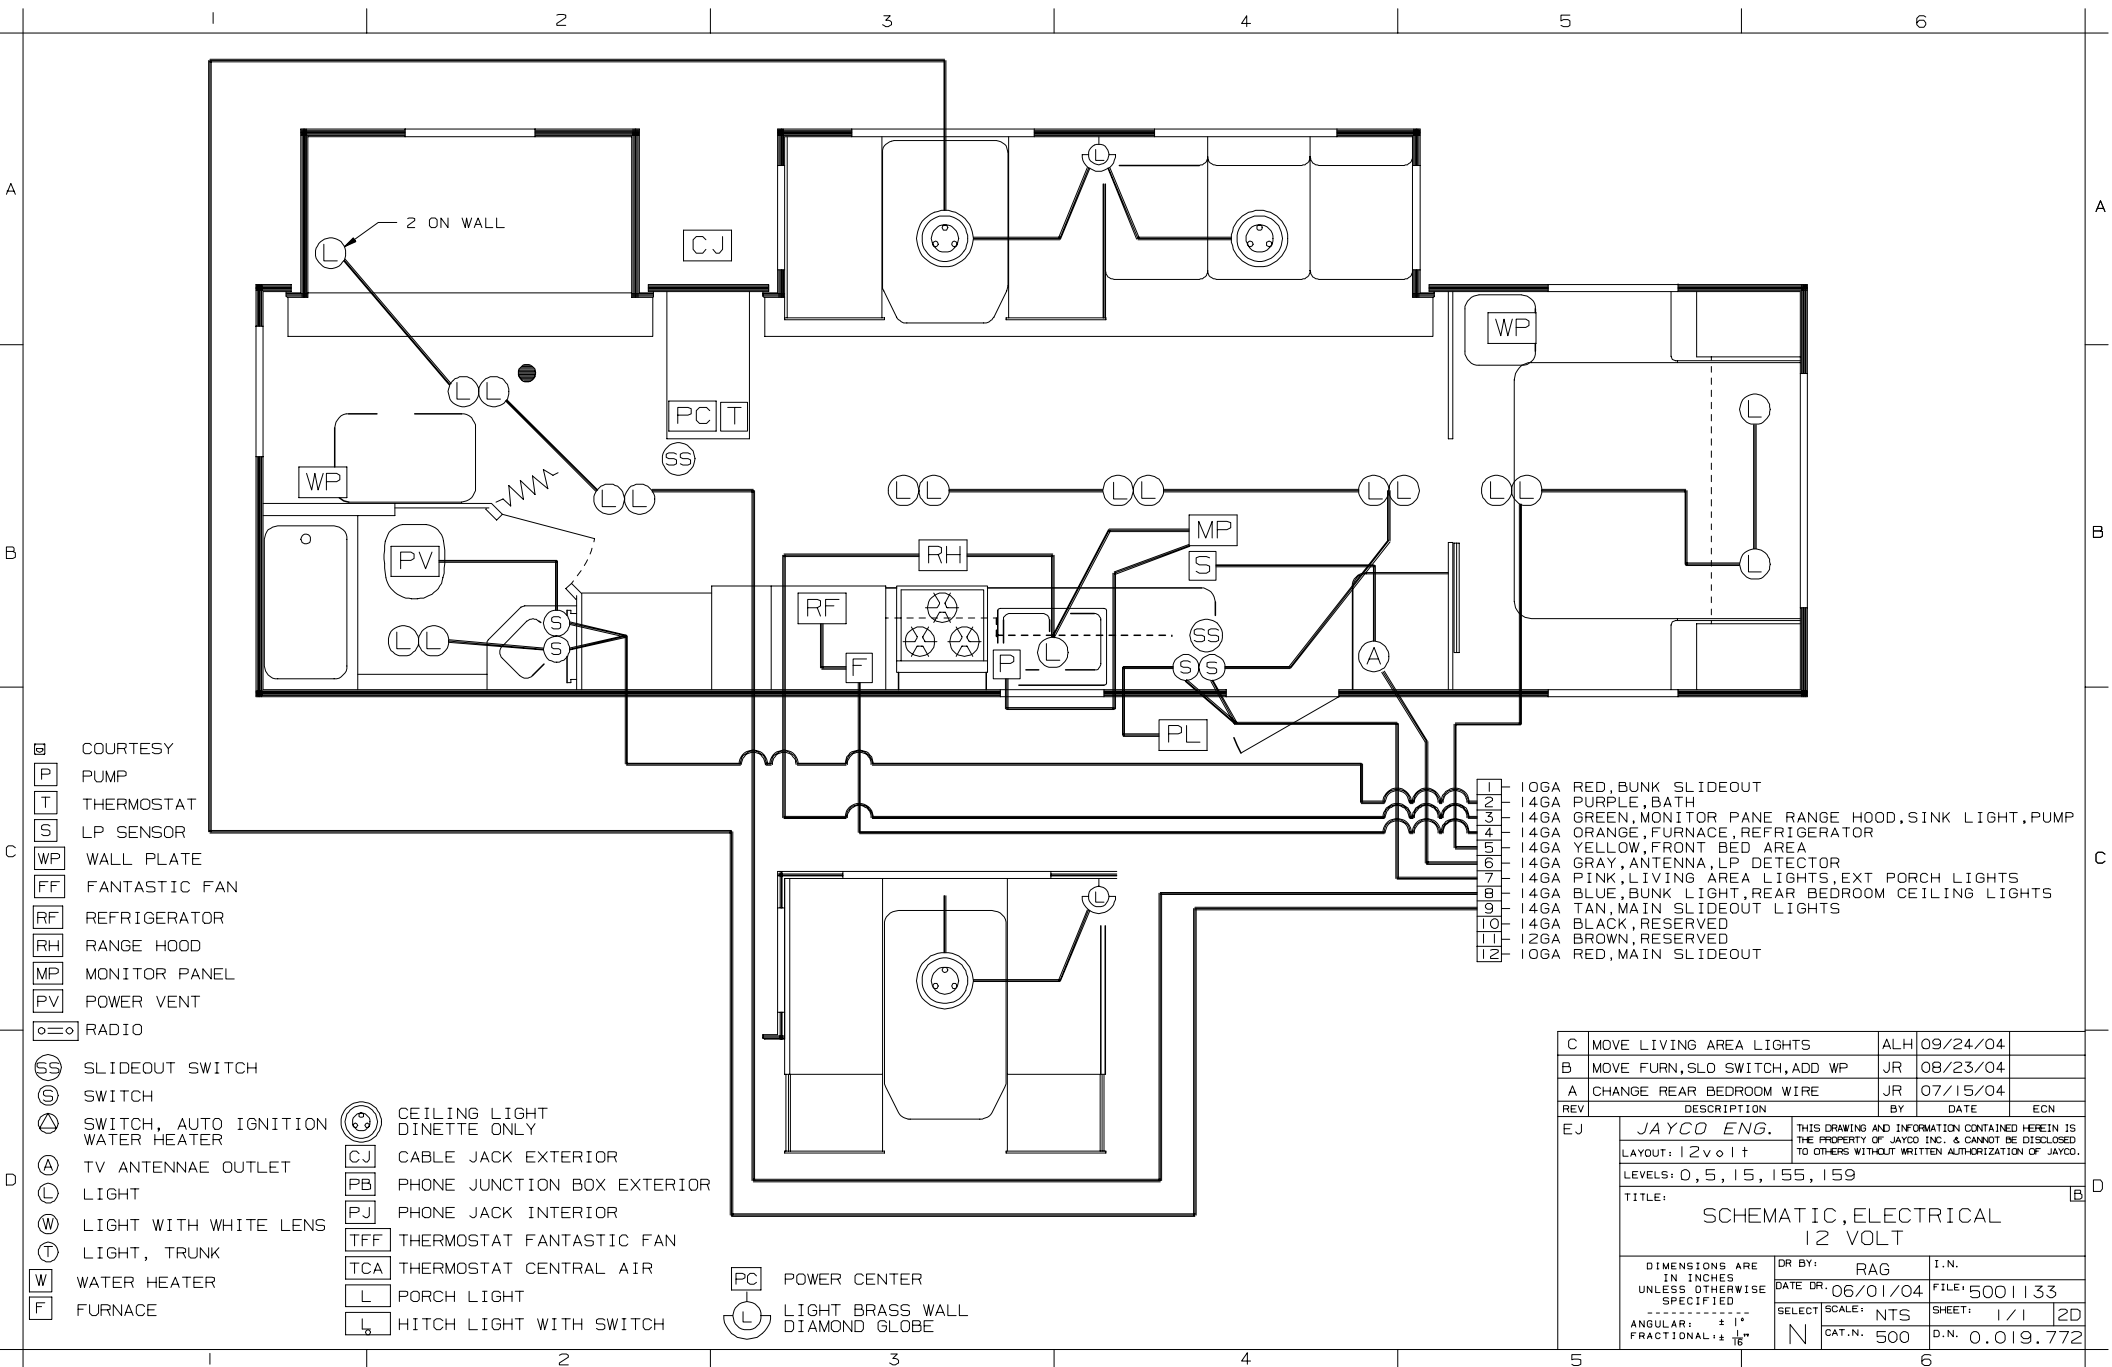 1 2 3 4 5 6
A
A
2 ON WALL
L
CJ
L
WP
L L
PC T
L
SS
WP
L L
L L
L L
L L
L L
B
B
MP
PV
RH
S
L
RF
S
L L
S
SS
L
A
P
F
S S
PL
COURTESY
P PUMP
T THERMOSTAT
S LP SENSOR
WP WALL PLATE
FF FANTASTIC FAN
RF REFRIGERATOR
RH RANGE HOOD
MP MONITOR PANEL
PV POWER VENT
RADIO
SS SLIDEOUT SWITCH
S SWITCH
SWITCH, AUTO IGNITION
WATER HEATER
A TV ANTENNAE OUTLET
L LIGHT
W LIGHT WITH WHITE LENS
T LIGHT, TRUNK
W WATER HEATER
F FURNACE
C
C
1 10GA RED,BUNK SLIDEOUT
2 14GA PURPLE,BATH
3 14GA GREEN,MONITOR PANE RANGE HOOD,SINK LIGHT,PUMP
4 14GA ORANGE,FURNACE,REFRIGERATOR
5 14GA YELLOW,FRONT BED AREA
6 14GA GRAY,ANTENNA,LP DETECTOR
7 14GA PINK,LIVING AREA LIGHTS,EXT PORCH LIGHTS
8 14GA BLUE,BUNK LIGHT,REAR BEDROOM CEILING LIGHTS
9 14GA TAN,MAIN SLIDEOUT LIGHTS
10 14GA BLACK,RESERVED
11 12GA BROWN,RESERVED
12 10GA RED,MAIN SLIDEOUT
L
CEILING LIGHT
DINETTE ONLY
CJ CABLE JACK EXTERIOR
PB PHONE JUNCTION BOX EXTERIOR
PJ PHONE JACK INTERIOR
TFF THERMOSTAT FANTASTIC FAN
TCA THERMOSTAT CENTRAL AIR
L PORCH LIGHT
L HITCH LIGHT WITH SWITCH
PC POWER CENTER
L LIGHT BRASS WALL
DIAMOND GLOBE
D
D
C MOVE LIVING AREA LIGHTS ALH 09/24/04
B MOVE FURN,SLO SWITCH,ADD WP JR 08/23/04
A CHANGE REAR BEDROOM WIRE JR 07/15/04
REV DESCRIPTION BY DATE ECN
EJ
JAYCO ENG.
THIS DRAWING AND INFORMATION CONTAINED HEREIN IS
THE PROPERTY OF JAYCO INC. & CANNOT BE DISCLOSED
TO OTHERS WITHOUT WRITTEN AUTHORIZATION OF JAYCO.
LAYOUT: 12volt
LEVELS: 0,5,15,155,159
TITLE: B
SCHEMATIC,ELECTRICAL
12 VOLT
DIMENSIONS ARE
IN INCHES
UNLESS OTHERWISE
SPECIFIED
ANGULAR: ± 1°
FRACTIONAL: ± 1/16"
DR BY: RAG I.N.
DATE DR. 06/01/04 FILE: 5001133
SELECT N SCALE: NTS SHEET: 1/1 2D
CAT.N. 500 D.N. 0.019.772
1 2 3 4 5 6